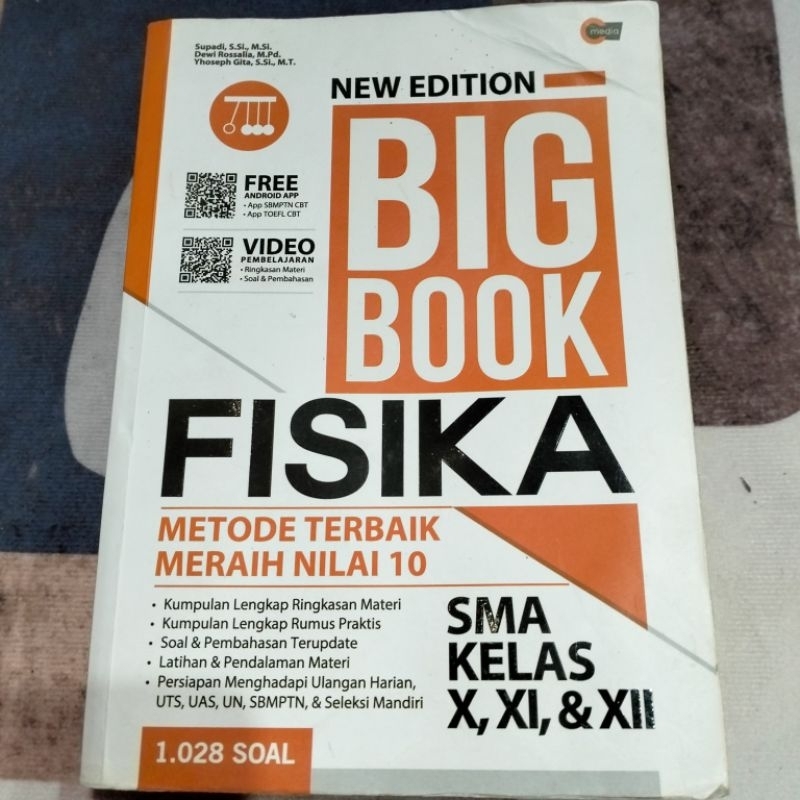 Supadi, S.Si., M.Si.
Dewi Rossalia, M.Pd.
Yhoseph Gita, S.Si., M.T.
C media
NEW EDITION
BIG
BOOK
FREE
ANDROID APP
• App SBMPTN CBT
• App TOEFL CBT
VIDEO
PEMBELAJARAN
• Ringkasan Materi
• Soal & Pembahasan
FISIKA
METODE TERBAIK
MERAIH NILAI 10
• Kumpulan Lengkap Ringkasan Materi
• Kumpulan Lengkap Rumus Praktis
• Soal & Pembahasan Terupdate
• Latihan & Pendalaman Materi
• Persiapan Menghadapi Ulangan Harian,
UTS, UAS, UN, SBMPTN, & Seleksi Mandiri
SMA
KELAS
X, XI, & XII
1.028 SOAL